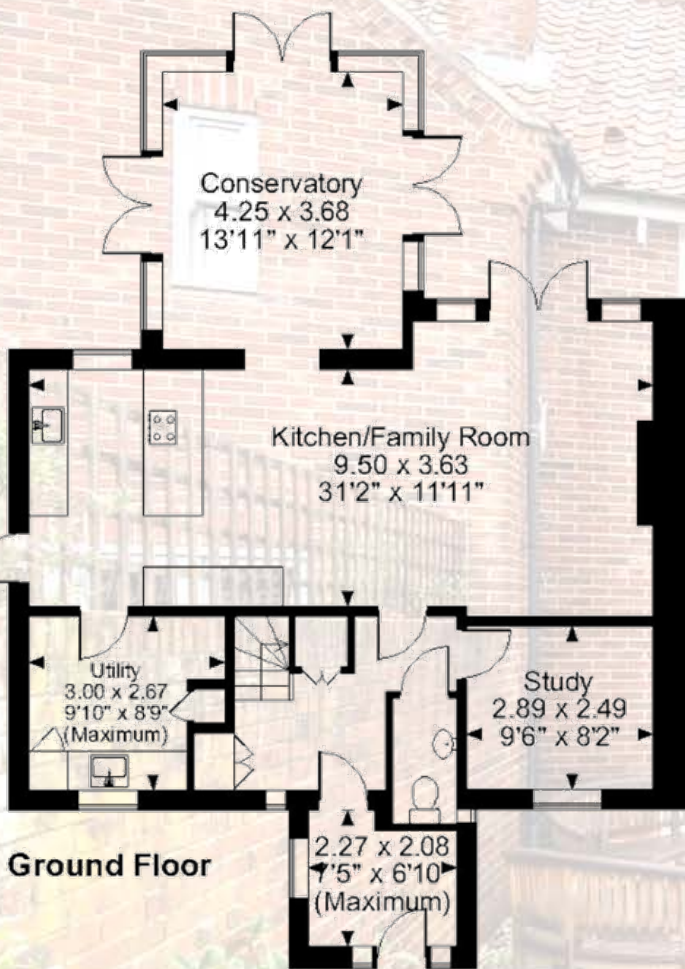 Conservatory
4.25 x 3.68
13'11" x 12'1"
Kitchen/Family Room
9.50 x 3.63
31'2" x 11'11"
Utility
3.00 x 2.67
9'10" x 8'9"
(Maximum)
Study
2.89 x 2.49
9'6" x 8'2"
Ground Floor
2.27 x 2.08
7'5" x 6'10
(Maximum)